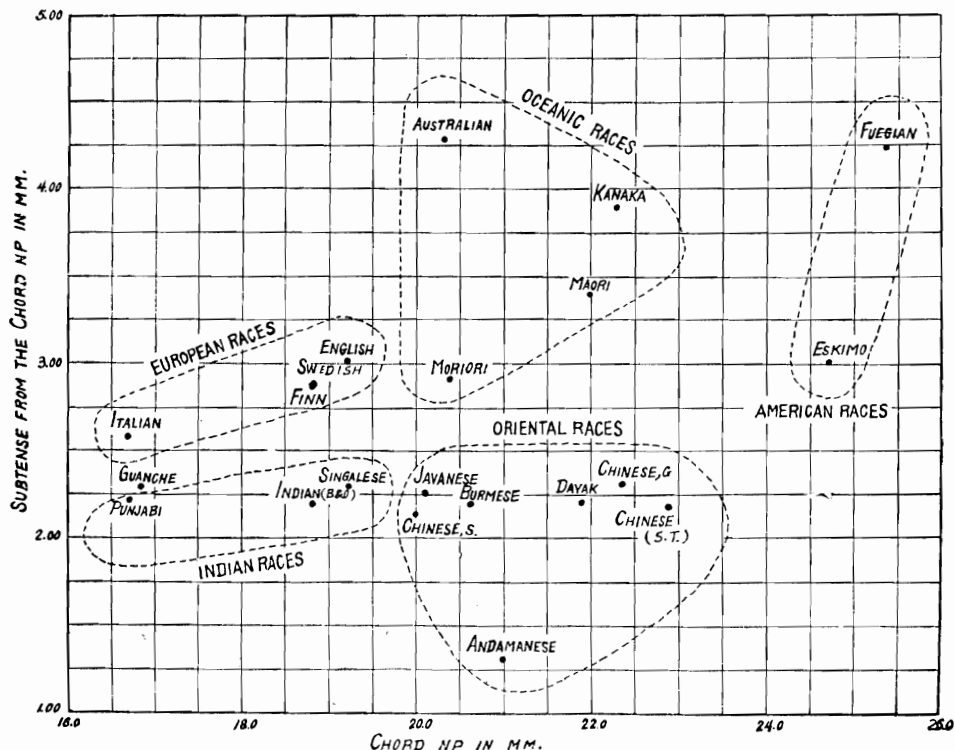 5.00
AUSTRALIAN
OCEANIC RACES
FUEGIAN
4.00
KANAKA
MAORI
SUBTENSE FROM THE CHORD NP IN MM.
EUROPEAN RACES
ENGLISH
3.00
SWEDISH
MORIORI
ESKIMO
FINN
AMERICAN RACES
ITALIAN
ORIENTAL RACES
GUANCHE
SINGALESE
JAVANESE
CHINESE, G
PUNJABI
INDIAN (B&O)
BURMESE
DAYAK
CHINESE, S.
CHINESE
(S.T.)
2.00
INDIAN RACES
ANDAMANESE
1.00
16.0 18.0 20.0 22.0 24.0 26.0
CHORD NP IN MM.